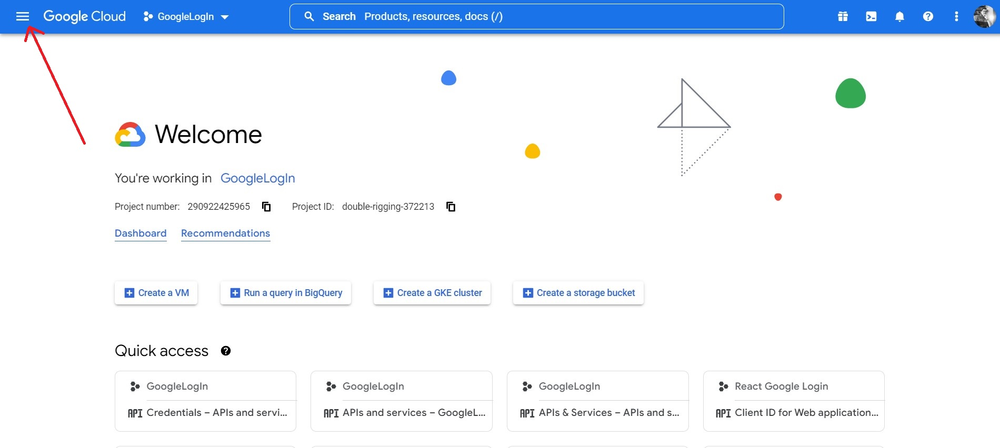 Google Cloud GoogleLogIn Search Products, resources, docs (/)
Welcome
You're working in GoogleLogIn
Project number: 290922425965 Project ID: double-rigging-372213
Dashboard Recommendations
Create a VM Run a query in BigQuery Create a GKE cluster Create a storage bucket
Quick access
GoogleLogIn GoogleLogIn GoogleLogIn React Google Login
API Credentials – APIs and servi... API APIs and services – GoogleL... API APIs & Services – APIs and s... API Client ID for Web application...